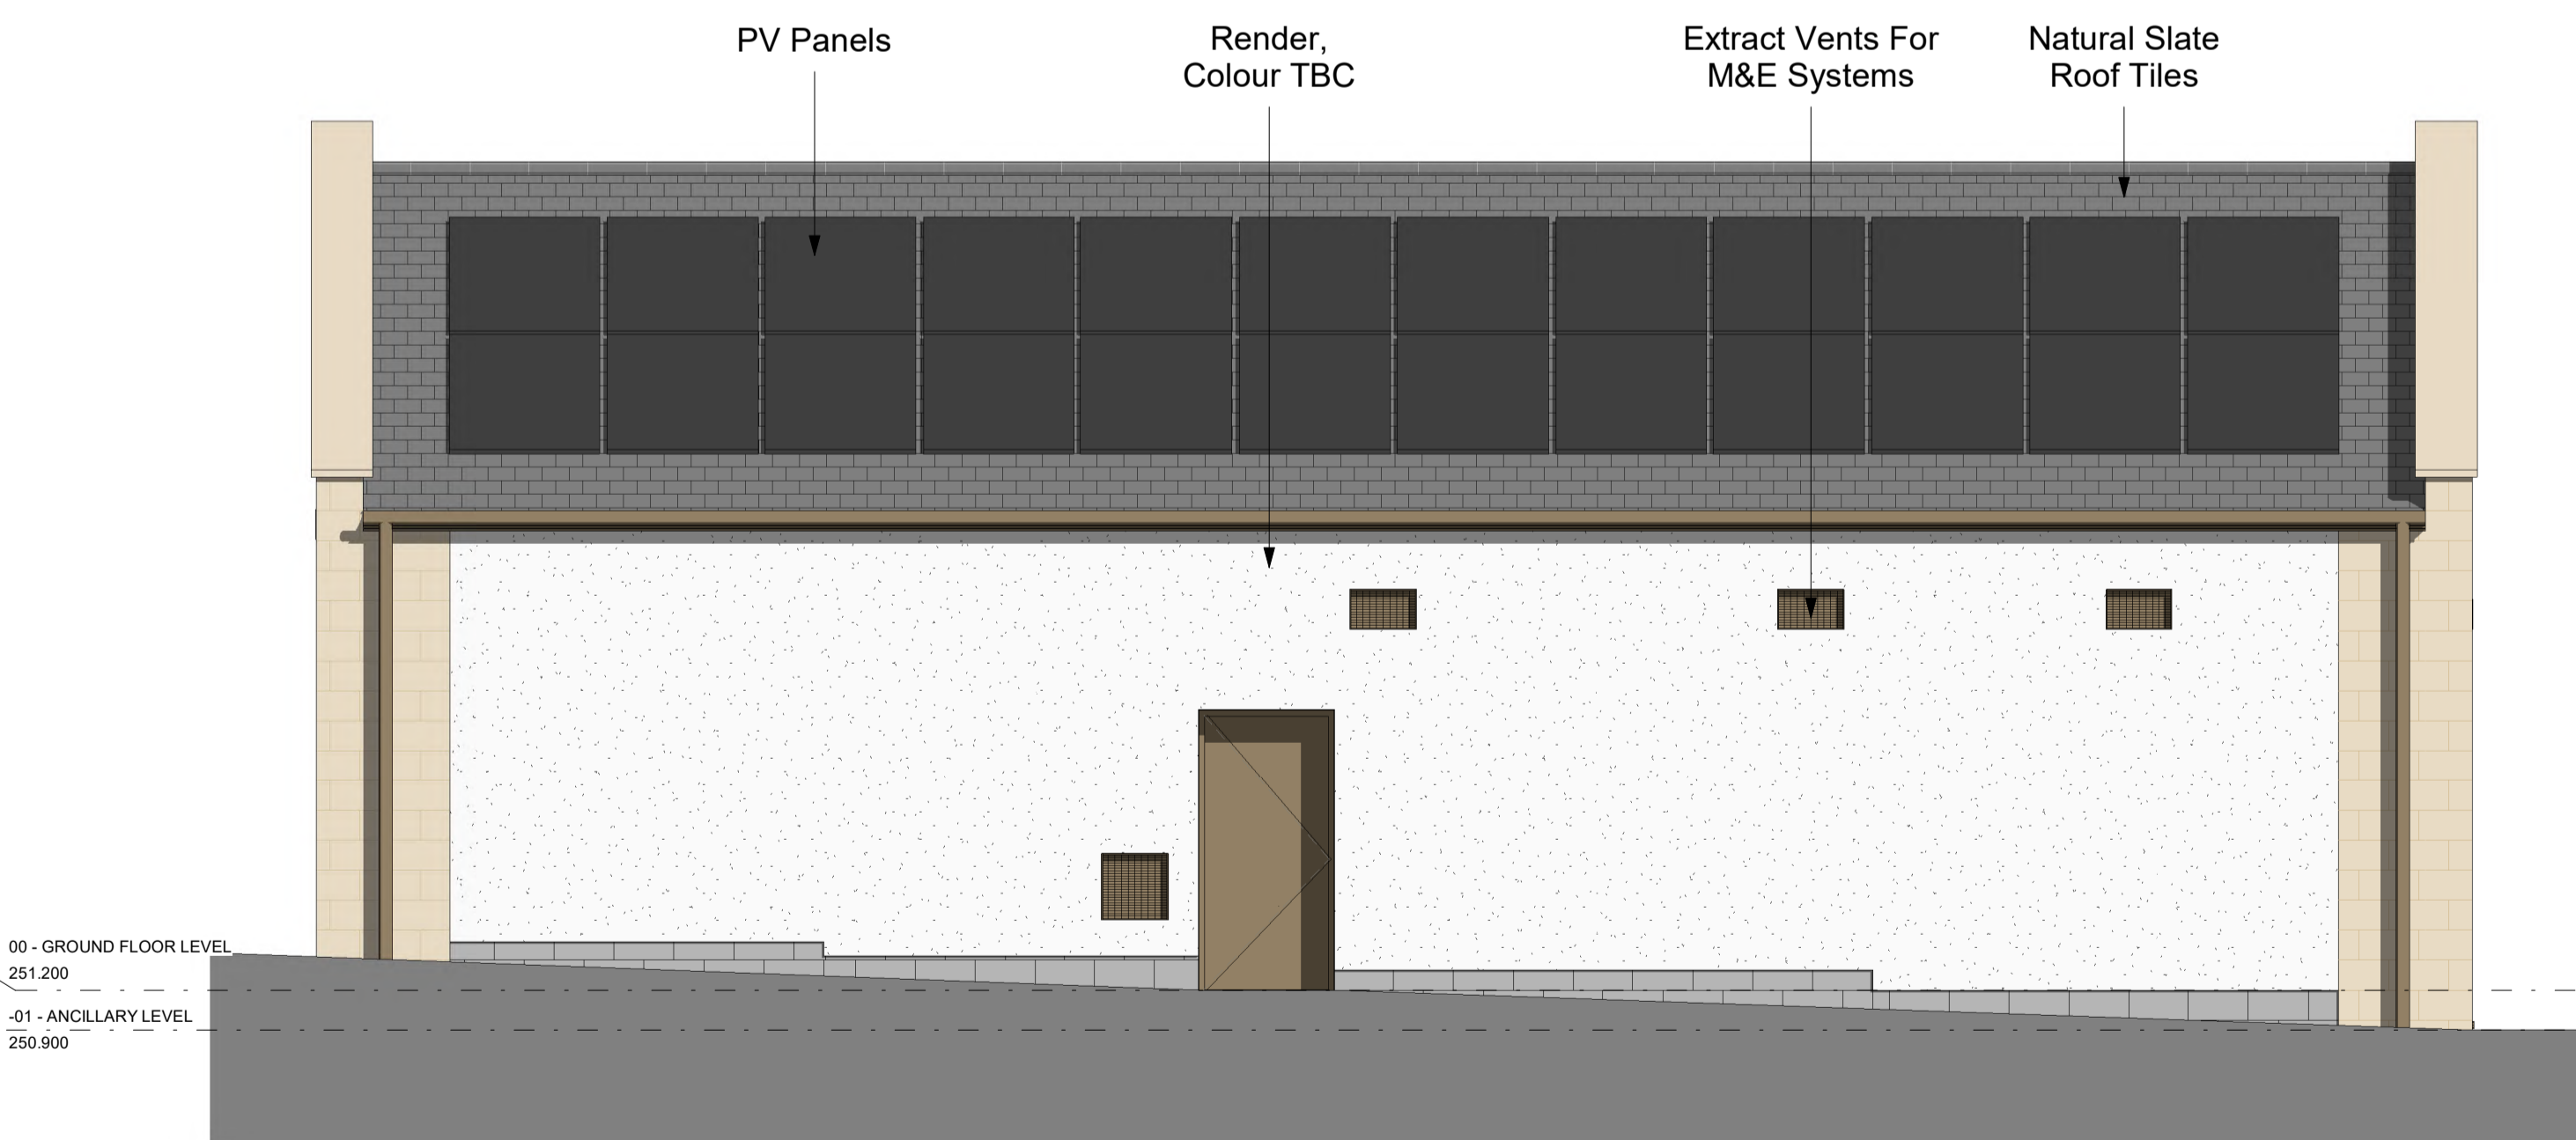 PV Panels
Render,
Colour TBC
Extract Vents For
M&E Systems
Natural Slate
Roof Tiles
00 - GROUND FLOOR LEVEL
251.200
-01 - ANCILLARY LEVEL
250.900